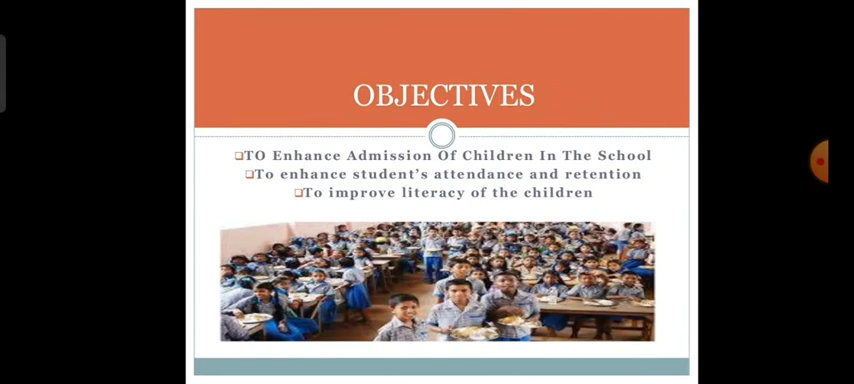 OBJECTIVES
TO Enhance Admission Of Children In The School
To enhance student's attendance and retention
To improve literacy of the children